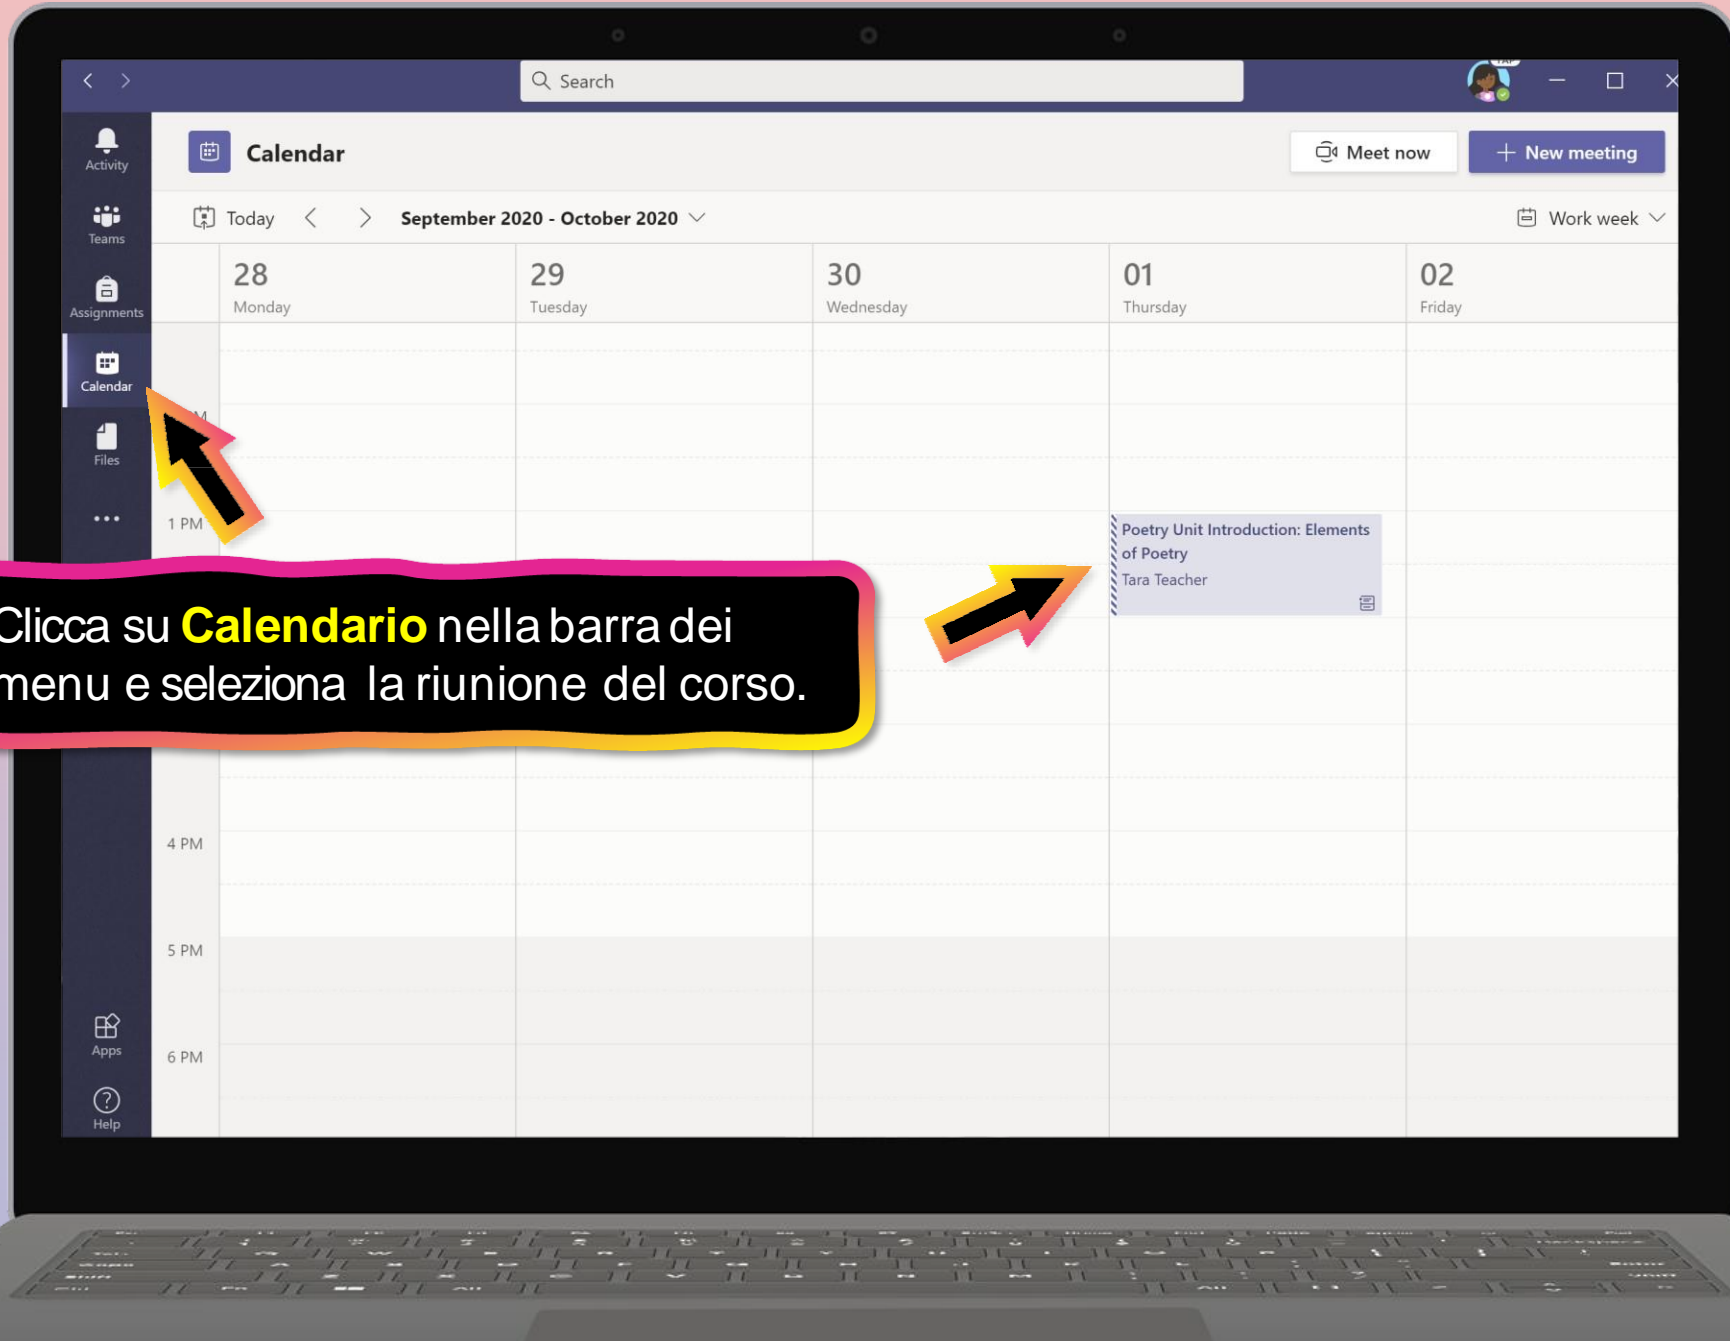 Search
Activity
Calendar
Meet now
New meeting
Teams
Today
September 2020 - October 2020
Work week
Assignments
28
29
30
01
02
Monday
Tuesday
Wednesday
Thursday
Friday
Calendar
Files
1 PM
Poetry Unit Introduction: Elements
of Poetry
Tara Teacher
Clicca su Calendario nella barra dei
menu e seleziona la riunione del corso.
4 PM
5 PM
6 PM
Apps
Help